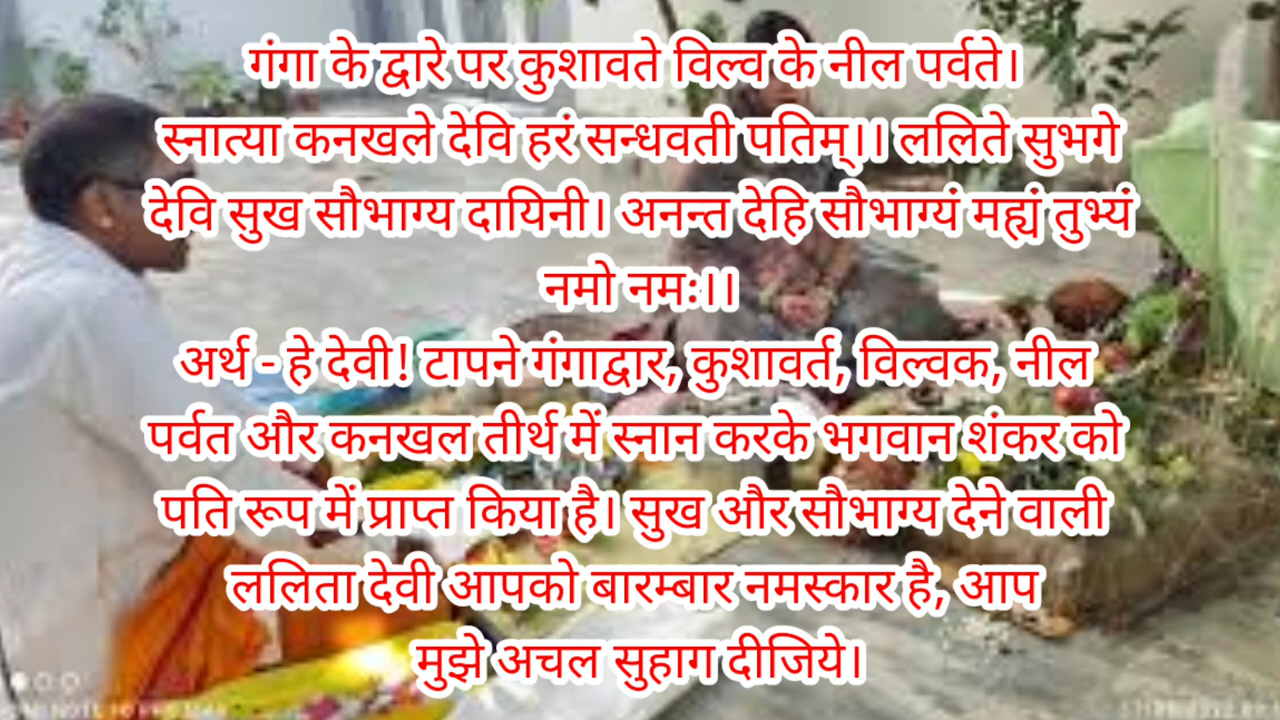 गंगा के द्वारे पर कुशावते विल्व के नील पर्वते।
स्नात्या कनखले देवि हरं सन्धवती पतिम्।। ललिते सुभगे
देवि सुख सौभाग्य दायिनी। अनन्त देहि सौभाग्यं मह्यं तुभ्यं
नमो नमः।।
अर्थ - हे देवी! टापने गंगाद्वार, कुशावर्त, विल्वक, नील
पर्वत और कनखल तीर्थ में स्नान करके भगवान शंकर को
पति रूप में प्राप्त किया है। सुख और सौभाग्य देने वाली
ललिता देवी आपको बारम्बार नमस्कार है, आप
मुझे अचल सुहाग दीजिये।